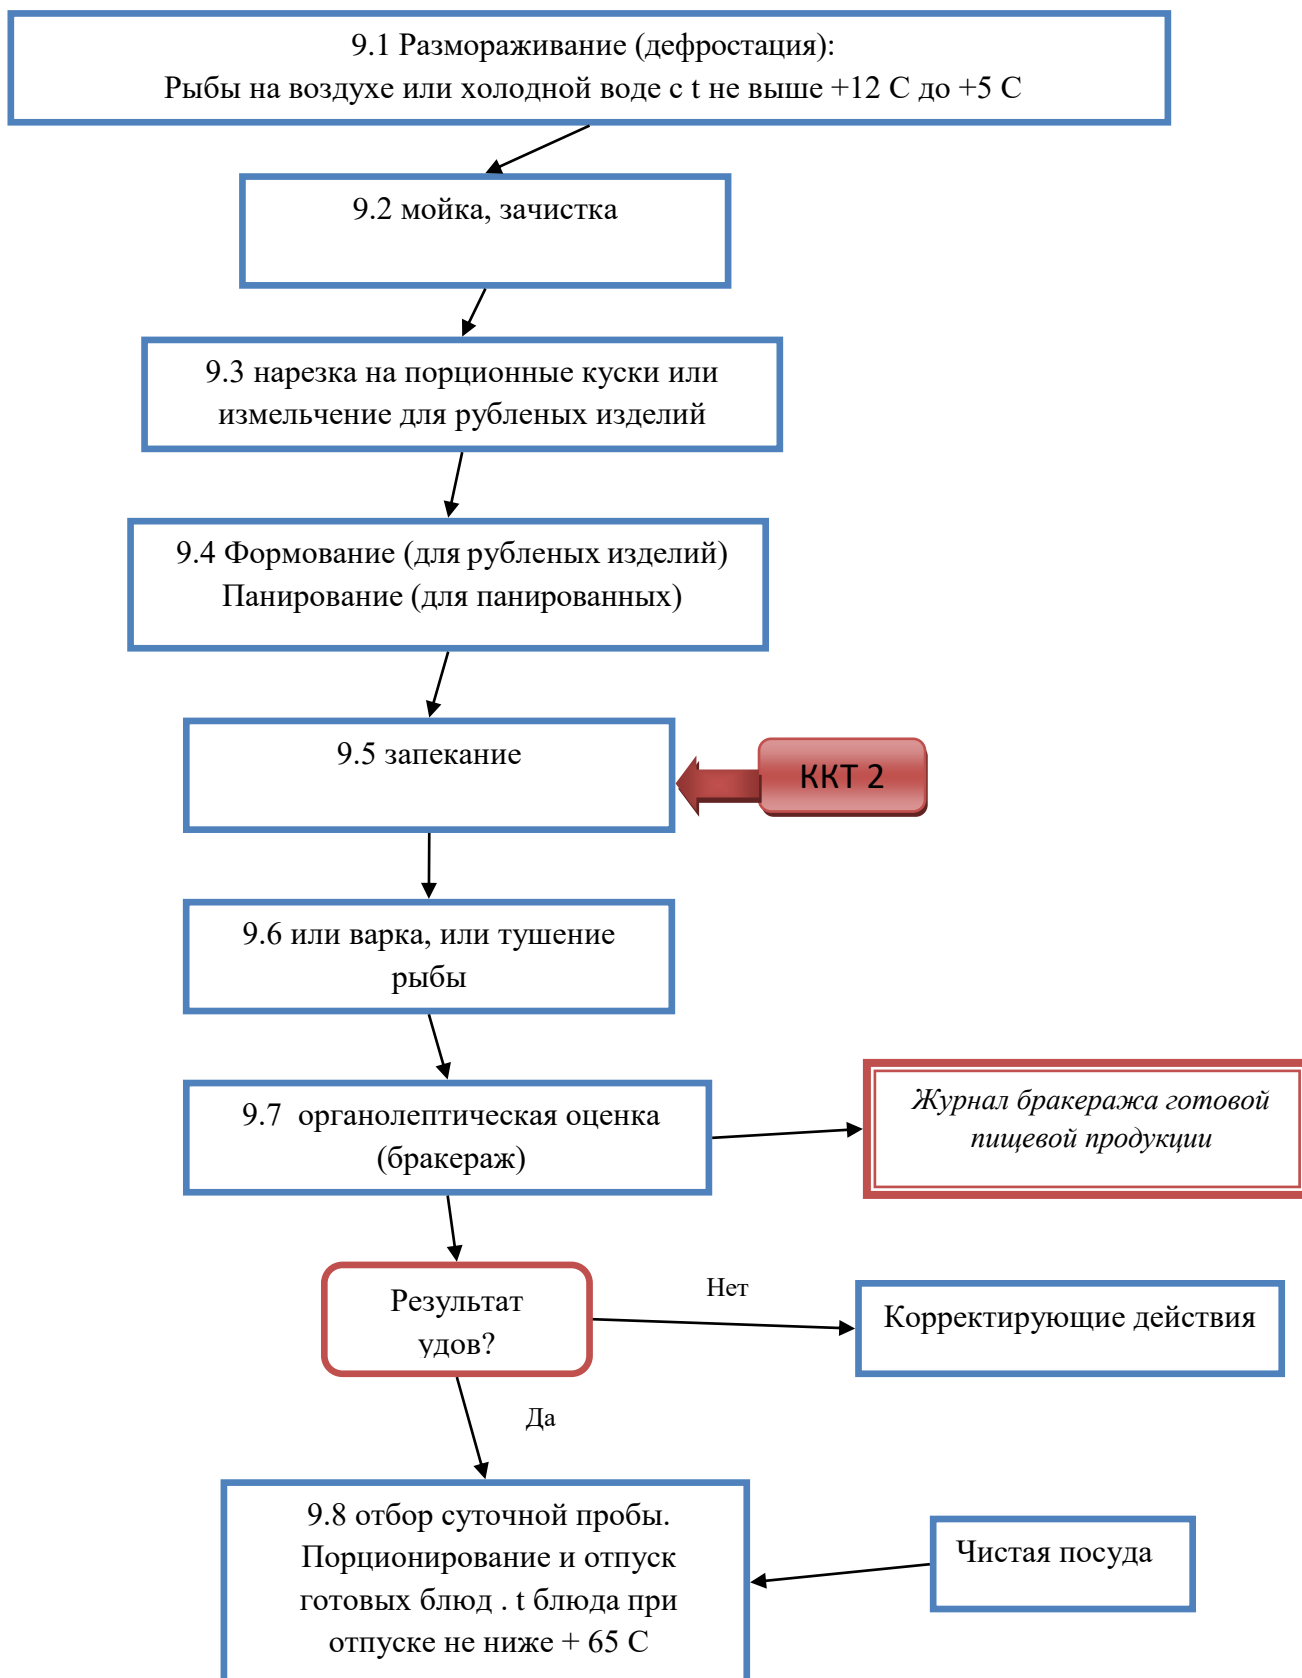 9.1 Размораживание (дефростация):
Рыбы на воздухе или холодной воде с t не выше +12 С до +5 С
9.2 мойка, зачистка
9.3 нарезка на порционные куски или
измельчение для рубленых изделий
9.4 Формование (для рубленых изделий)
Панирование (для панированных)
9.5 запекание
ККТ 2
9.6 или варка, или тушение
рыбы
9.7 органолептическая оценка
(бракераж)
Журнал бракеража готовой
пищевой продукции
Результат
удов?
Нет
Корректирующие действия
Да
9.8 отбор суточной пробы.
Порционирование и отпуск
готовых блюд . t блюда при
отпуске не ниже + 65 С
Чистая посуда